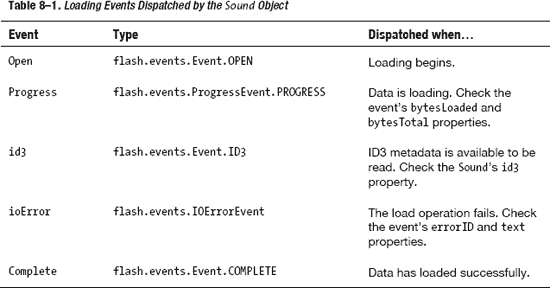 Table 8–1. Loading Events Dispatched by the Sound Object
Event Type Dispatched when…
Open flash.events.Event.OPEN Loading begins.
Progress flash.events.ProgressEvent.PROGRESS Data is loading. Check the
event's bytesLoaded and
bytesTotal properties.
id3 flash.events.Event.ID3 ID3 metadata is available to be
read. Check the Sound's id3
property.
ioError flash.events.IOErrorEvent The load operation fails. Check
the event's errorID and text
properties.
Complete flash.events.Event.COMPLETE Data has loaded successfully.